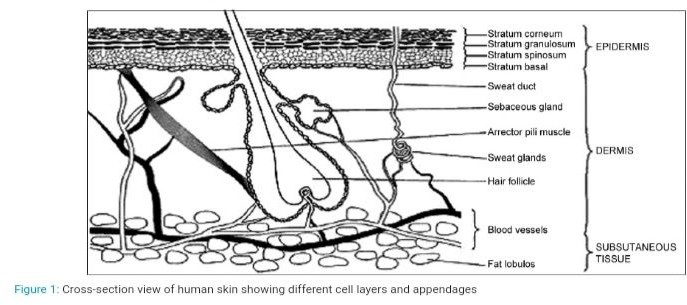 Stratum corneum
Stratum granulosum
Stratum spinosum
Stratum basal
EPIDERMIS
Sweat duct
Sebaceous gland
Arrector pili muscle
Sweat glands
Hair follicle
DERMIS
Blood vessels
Fat lobulos
SUBSUTANEOUS
TISSUE
Figure 1: Cross-section view of human skin showing different cell layers and appendages